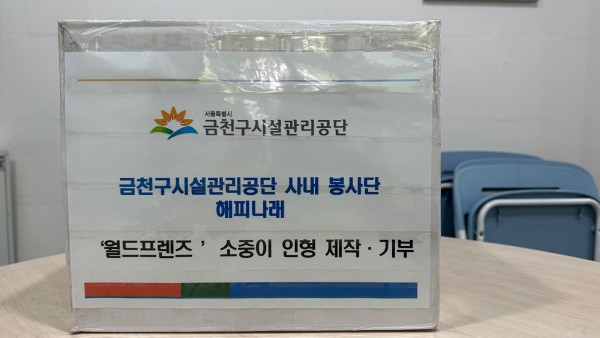 서울특별시
금천구시설관리공단
금천구시설관리공단 사내 봉사단
해피나래
‘월드프렌즈 ’ 소중이 인형 제작 · 기부